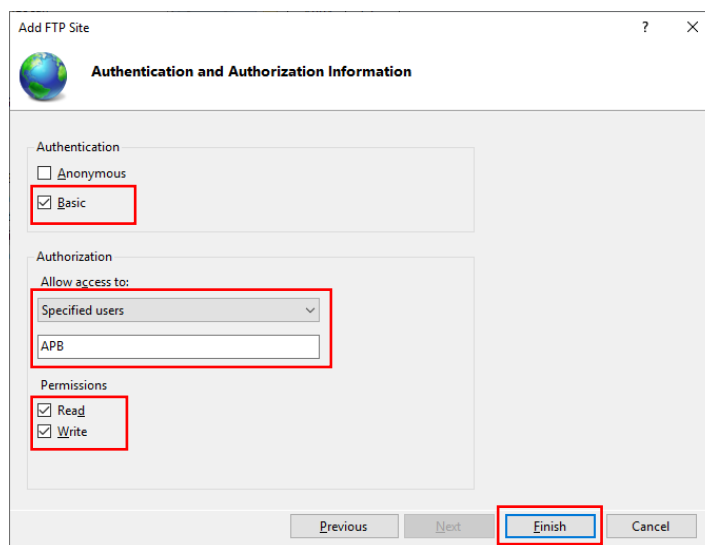 Add FTP Site
?
Authentication and Authorization Information
Authentication
Anonymous
Basic
Authorization
Allow access to:
Specified users
APB
Permissions
Read
Write
Previous
Next
Finish
Cancel